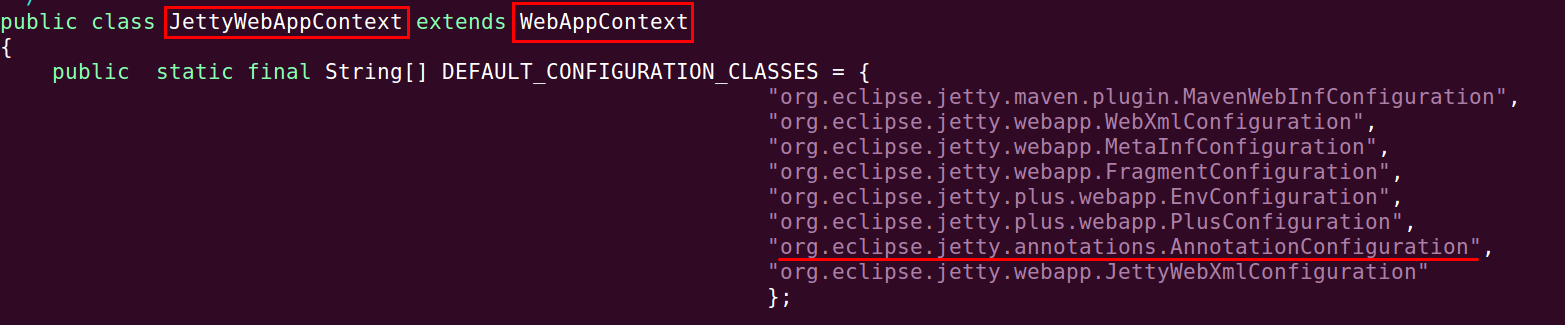 /
public class JettyWebAppContext extends WebAppContext
{
    public  static final String[] DEFAULT_CONFIGURATION_CLASSES = {
                                                           "org.eclipse.jetty.maven.plugin.MavenWebInfConfiguration",
                                                           "org.eclipse.jetty.webapp.WebXmlConfiguration",
                                                           "org.eclipse.jetty.webapp.MetaInfConfiguration",
                                                           "org.eclipse.jetty.webapp.FragmentConfiguration",
                                                           "org.eclipse.jetty.plus.webapp.EnvConfiguration",
                                                           "org.eclipse.jetty.plus.webapp.PlusConfiguration",
                                                           "org.eclipse.jetty.annotations.AnnotationConfiguration",
                                                           "org.eclipse.jetty.webapp.JettyWebXmlConfiguration"
                                                           };